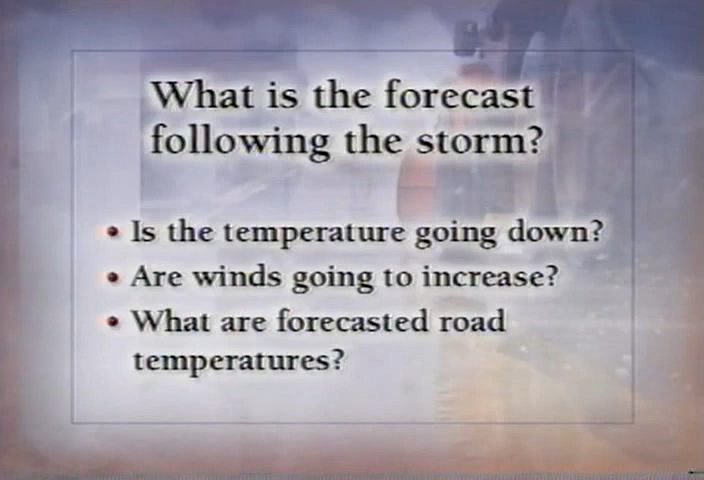 What is the forecast
following the storm?
• Is the temperature going down?
• Are winds going to increase?
• What are forecasted road
temperatures?